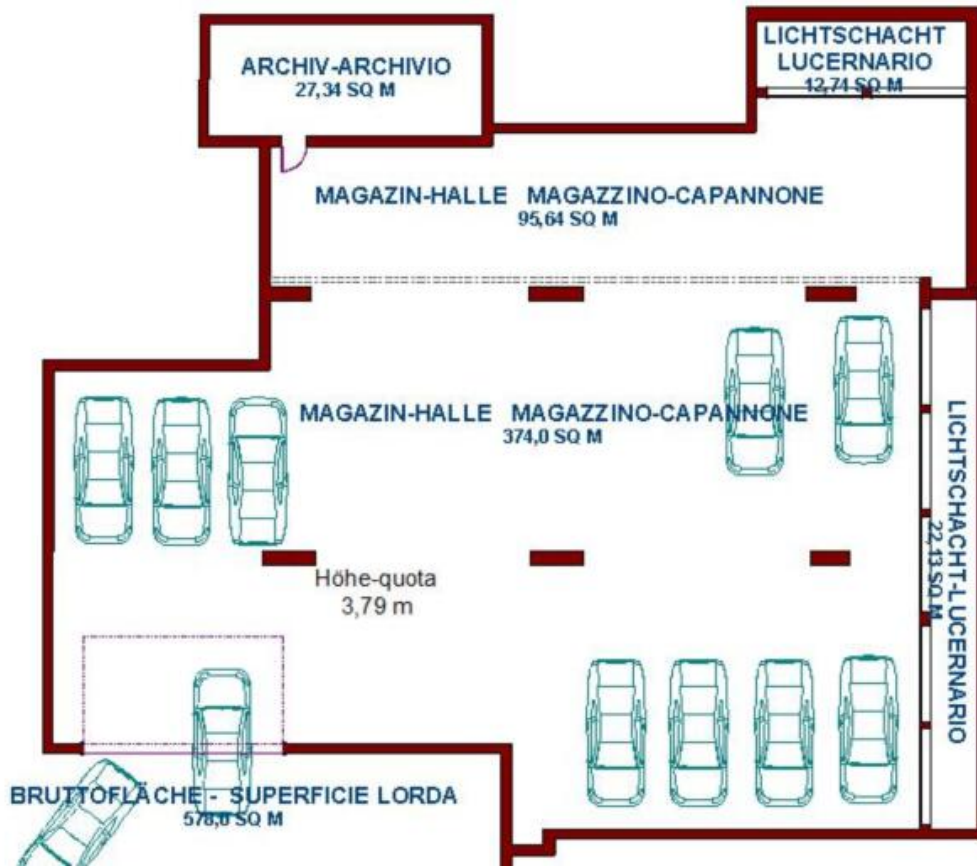 ARCHIV-ARCHIVIO
27,34 SQ M
LICHTSCHACHT
LUCERNARIO
12,74 SQ M
MAGAZIN-HALLE MAGAZZINO-CAPANNONE
95,64 SQ M
MAGAZIN-HALLE MAGAZZINO-CAPANNONE
374,0 SQ M
LICHTSCHACHT-LUCERNARIO
22,13 SQ M
Höhe-quota
3,79 m
BRUTTOFLÄCHE - SUPERFICIE LORDA
578,0 SQ M